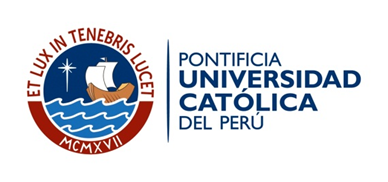 ET LUX IN TENEBRIS LUCET
MCMXVII
PONTIFICIA
UNIVERSIDAD
CATÓLICA
DEL PERÚ